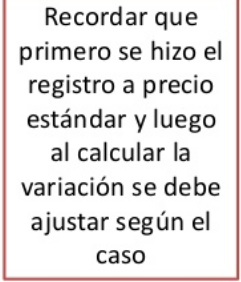 Recordar que
primero se hizo el
registro a precio
estándar y luego
al calcular la
variación se debe
ajustar según el
caso